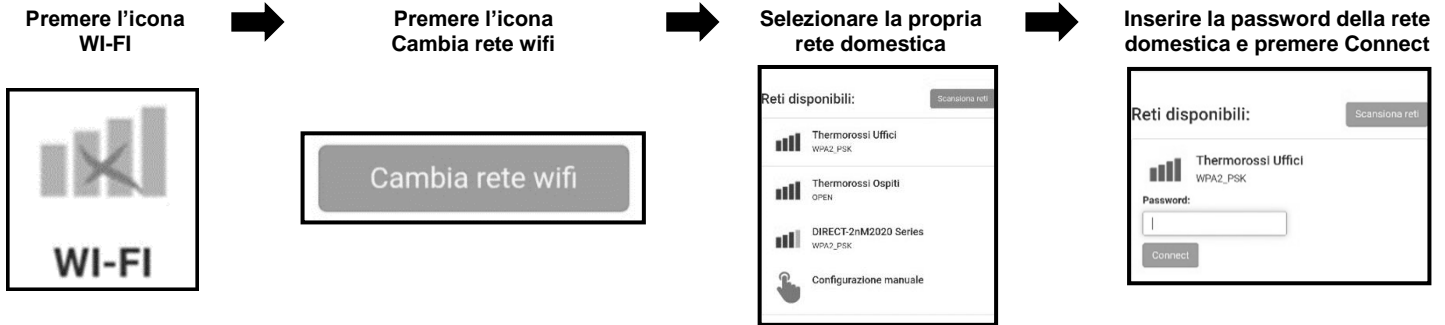 Premere l’icona
WI-FI
Premere l’icona
Cambia rete wifi
Selezionare la propria
rete domestica
Inserire la password della rete
domestica e premere Connect
WI-FI
Cambia rete wifi
Reti disponibili:
Scansiona reti
Thermorossi Uffici
WPA2_PSK
Thermorossi Ospiti
OPEN
DIRECT-2nM2020 Series
WPA2_PSK
Configurazione manuale
Reti disponibili:
Scansiona reti
Thermorossi Uffici
WPA2_PSK
Password:
Connect